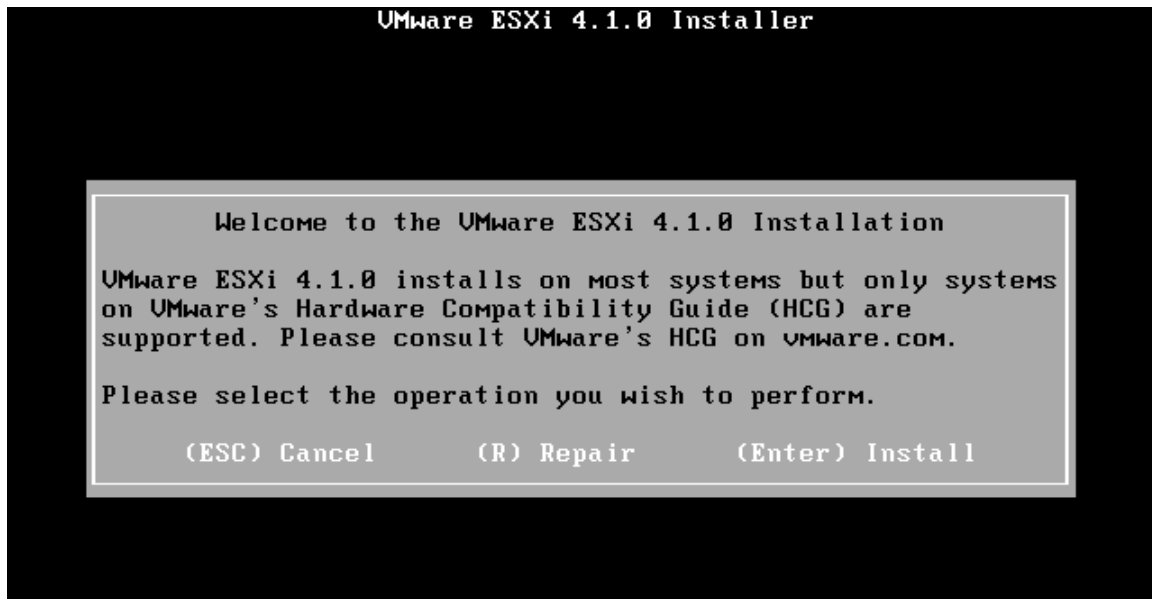 VMware ESXi 4.1.0 Installer
Welcome to the VMware ESXi 4.1.0 Installation
VMware ESXi 4.1.0 installs on most systems but only systems
on VMware's Hardware Compatibility Guide (HCG) are
supported. Please consult VMware's HCG on vmware.com.
Please select the operation you wish to perform.
(ESC) Cancel (R) Repair (Enter) Install